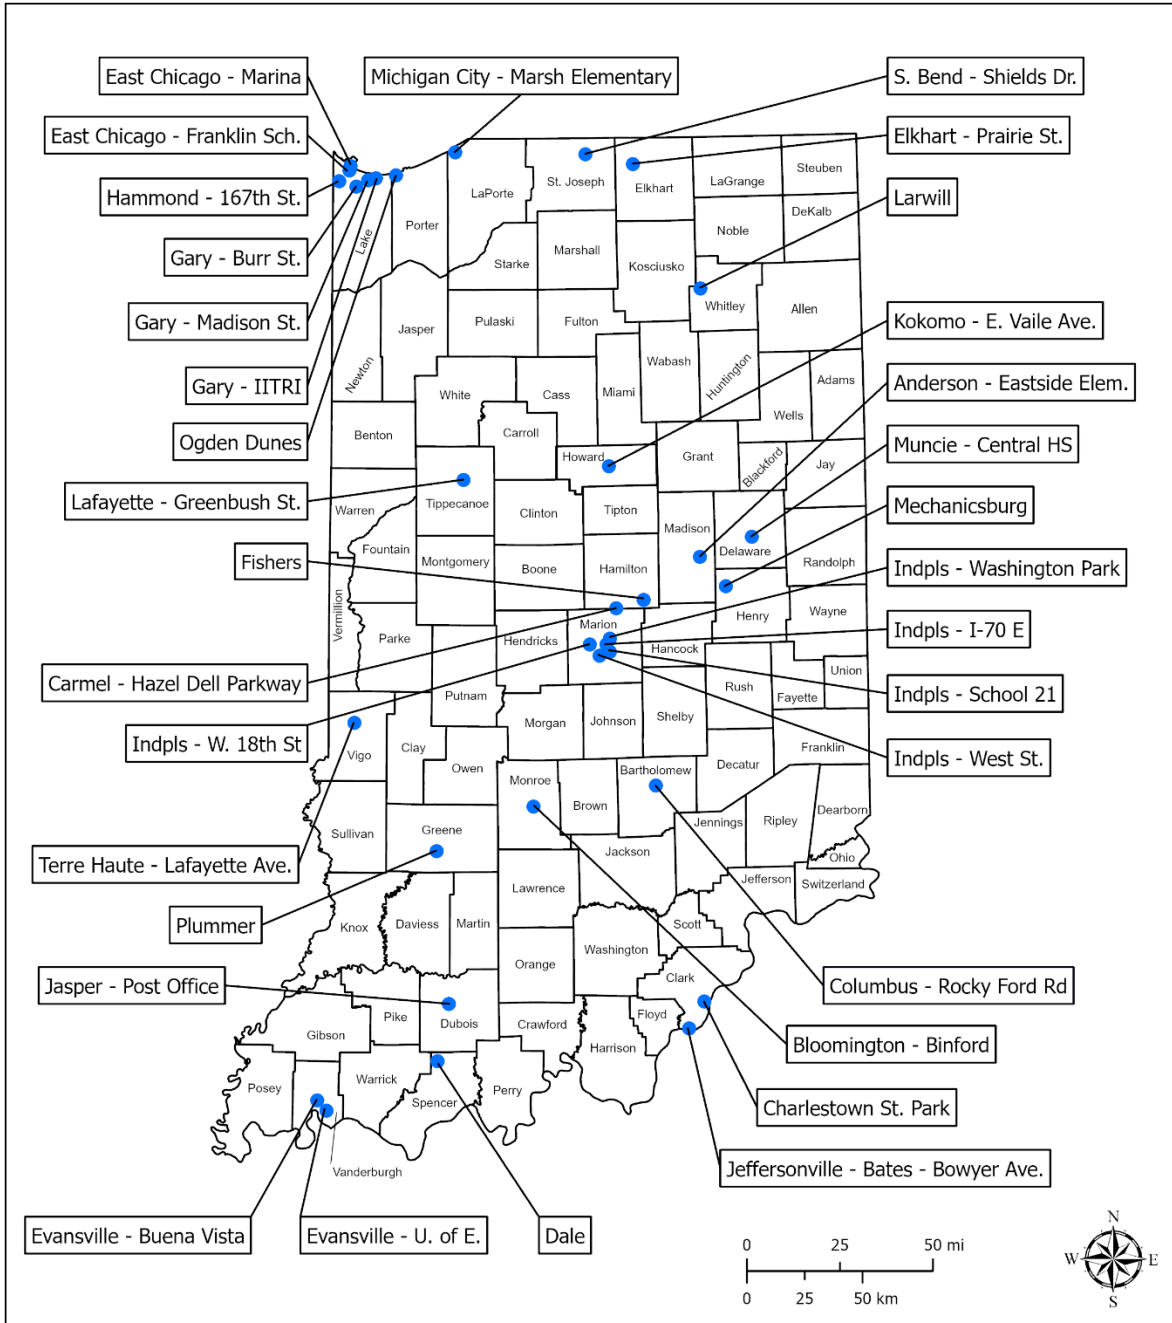 East Chicago - Marina
Michigan City - Marsh Elementary
S. Bend - Shields Dr.
East Chicago - Franklin Sch.
Elkhart - Prairie St.
Hammond - 167th St.
Larwill
Gary - Burr St.
Gary - Madison St.
Kokomo - E. Vaile Ave.
Gary - IITRI
Anderson - Eastside Elem.
Ogden Dunes
Muncie - Central HS
Lafayette - Greenbush St.
Mechanicsburg
Fishers
Indpls - Washington Park
Indpls - I-70 E
Carmel - Hazel Dell Parkway
Indpls - School 21
Indpls - W. 18th St
Indpls - West St.
Terre Haute - Lafayette Ave.
Plummer
Jasper - Post Office
Columbus - Rocky Ford Rd
Bloomington - Binford
Charlestown St. Park
Jeffersonville - Bates - Bowyer Ave.
Evansville - Buena Vista
Evansville - U. of E.
Dale
Lake
Porter
LaPorte
St. Joseph
Elkhart
LaGrange
Steuben
DeKalb
Noble
Starke
Marshall
Kosciusko
Whitley
Allen
Newton
Jasper
Pulaski
Fulton
Wabash
Huntington
Miami
Cass
White
Carroll
Adams
Wells
Benton
Howard
Grant
Blackford
Jay
Warren
Tippecanoe
Clinton
Tipton
Madison
Delaware
Randolph
Fountain
Montgomery
Boone
Hamilton
Henry
Wayne
Vermillion
Parke
Hendricks
Marion
Hancock
Union
Fayette
Rush
Putnam
Morgan
Johnson
Shelby
Vigo
Clay
Owen
Monroe
Brown
Bartholomew
Decatur
Franklin
Dearborn
Ripley
Jennings
Sullivan
Greene
Jackson
Ohio
Jefferson
Switzerland
Lawrence
Knox
Daviess
Martin
Scott
Washington
Orange
Clark
Pike
Dubois
Crawford
Floyd
Harrison
Gibson
Posey
Warrick
Spencer
Perry
Vanderburgh
0 25 50 mi
0 25 50 km
N
W E
S